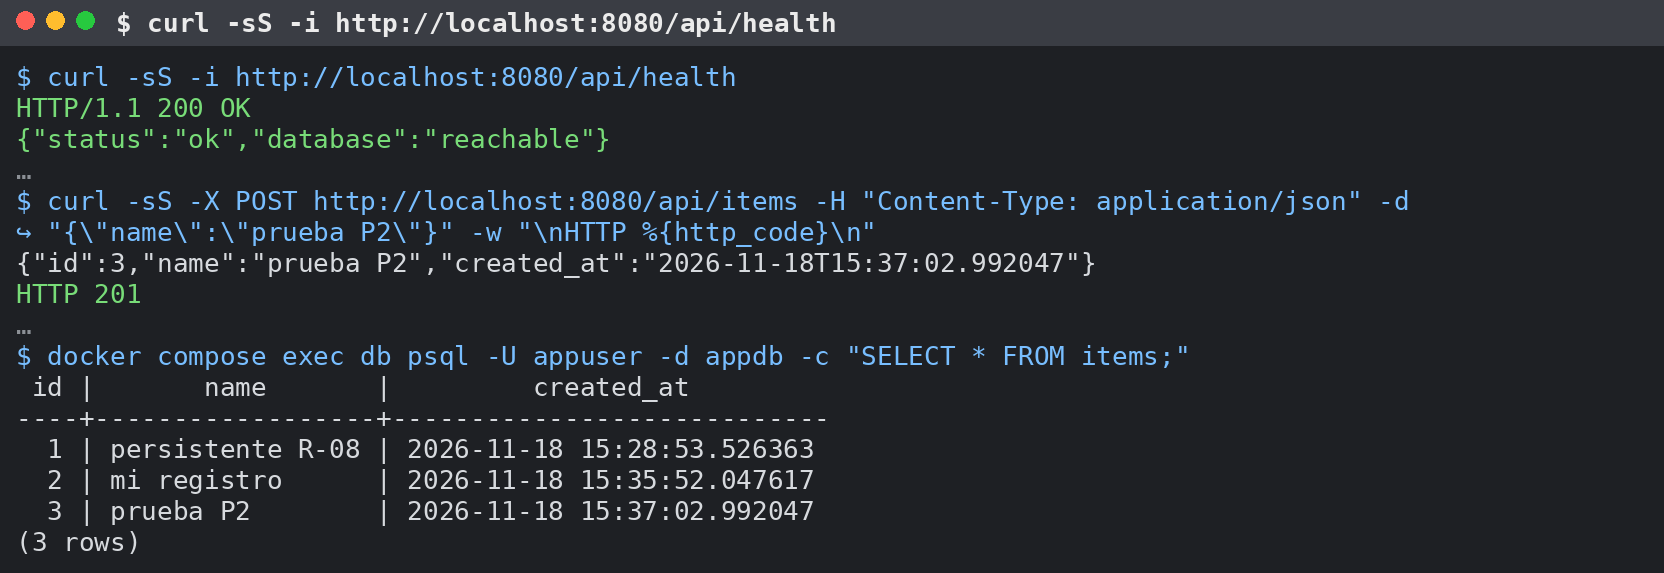 $ curl -sS -i http://localhost:8080/api/health
$ curl -sS -i http://localhost:8080/api/health
HTTP/1.1 200 OK
{"status":"ok","database":"reachable"}
…
$ curl -sS -X POST http://localhost:8080/api/items -H "Content-Type: application/json" -d
↪ "{\"name\":\"prueba P2\"}" -w "\nHTTP %{http_code}\n"
{"id":3,"name":"prueba P2","created_at":"2026-11-18T15:37:02.992047"}
HTTP 201
…
$ docker compose exec db psql -U appuser -d appdb -c "SELECT * FROM items;"
 id |       name       |         created_at
----+------------------+----------------------------
  1 | persistente R-08 | 2026-11-18 15:28:53.526363
  2 | mi registro      | 2026-11-18 15:35:52.047617
  3 | prueba P2        | 2026-11-18 15:37:02.992047
(3 rows)